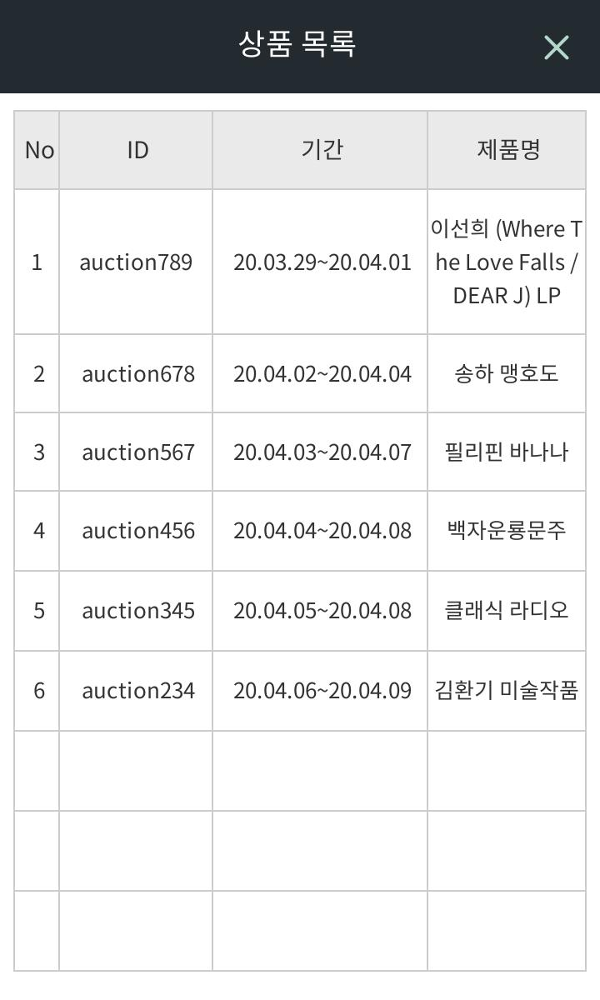 상품 목록
No ID 기간 제품명
1 auction789 20.03.29~20.04.01 이선희 (Where T
he Love Falls /
DEAR J) LP
2 auction678 20.04.02~20.04.04 송하 맹호도
3 auction567 20.04.03~20.04.07 필리핀 바나나
4 auction456 20.04.04~20.04.08 백자운룡문주
5 auction345 20.04.05~20.04.08 클래식 라디오
6 auction234 20.04.06~20.04.09 김환기 미술작품